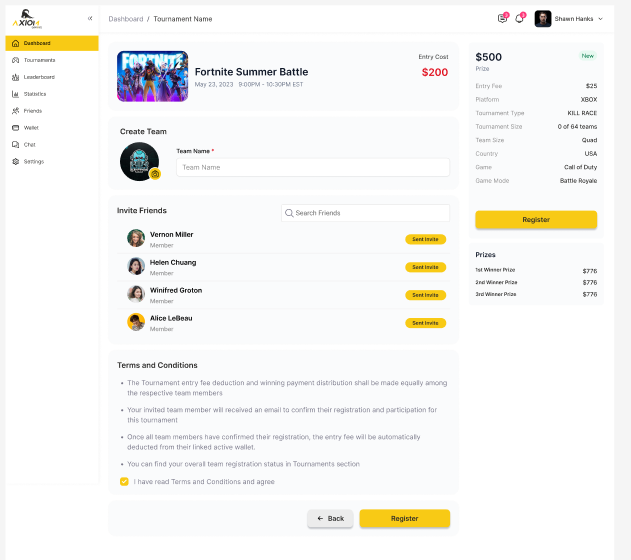 AXIO
«
Dashboard / Tournament Name
Shawn Hanks
Dashboard
Tournaments
Leaderboard
Statistics
Friends
Wallet
Chat
Settings
FORTNITE
Fortnite Summer Battle
May 23, 2023 9:00PM - 10:30PM EST
Entry Cost
$200
Create Team
Team Name *
Team Name
Invite Friends
Search Friends
Vernon Miller
Member
Sent Invite
Helen Chuang
Member
Sent Invite
Winifred Groton
Member
Sent Invite
Alice LeBeau
Member
Sent Invite
Terms and Conditions
• The Tournament entry fee deduction and winning payment distribution shall be made equally among
the respective team members
• Your invited team member will received an email to confirm their registration and participation for
this tournament
• Once all team members have confirmed their registration, the entry fee will be automatically
deducted from their linked active wallet.
• You can find your overall team registration status in Tournaments section
I have read Terms and Conditions and agree
← Back
Register
$500
New
Prize
Entry Fee $25
Platform XBOX
Tournament Type KILL RACE
Tournament Size 0 of 64 teams
Team Size Quad
Country USA
Game Call of Duty
Game Mode Battle Royale
Register
Prizes
1st Winner Prize $776
2nd Winner Prize $776
3rd Winner Prize $776